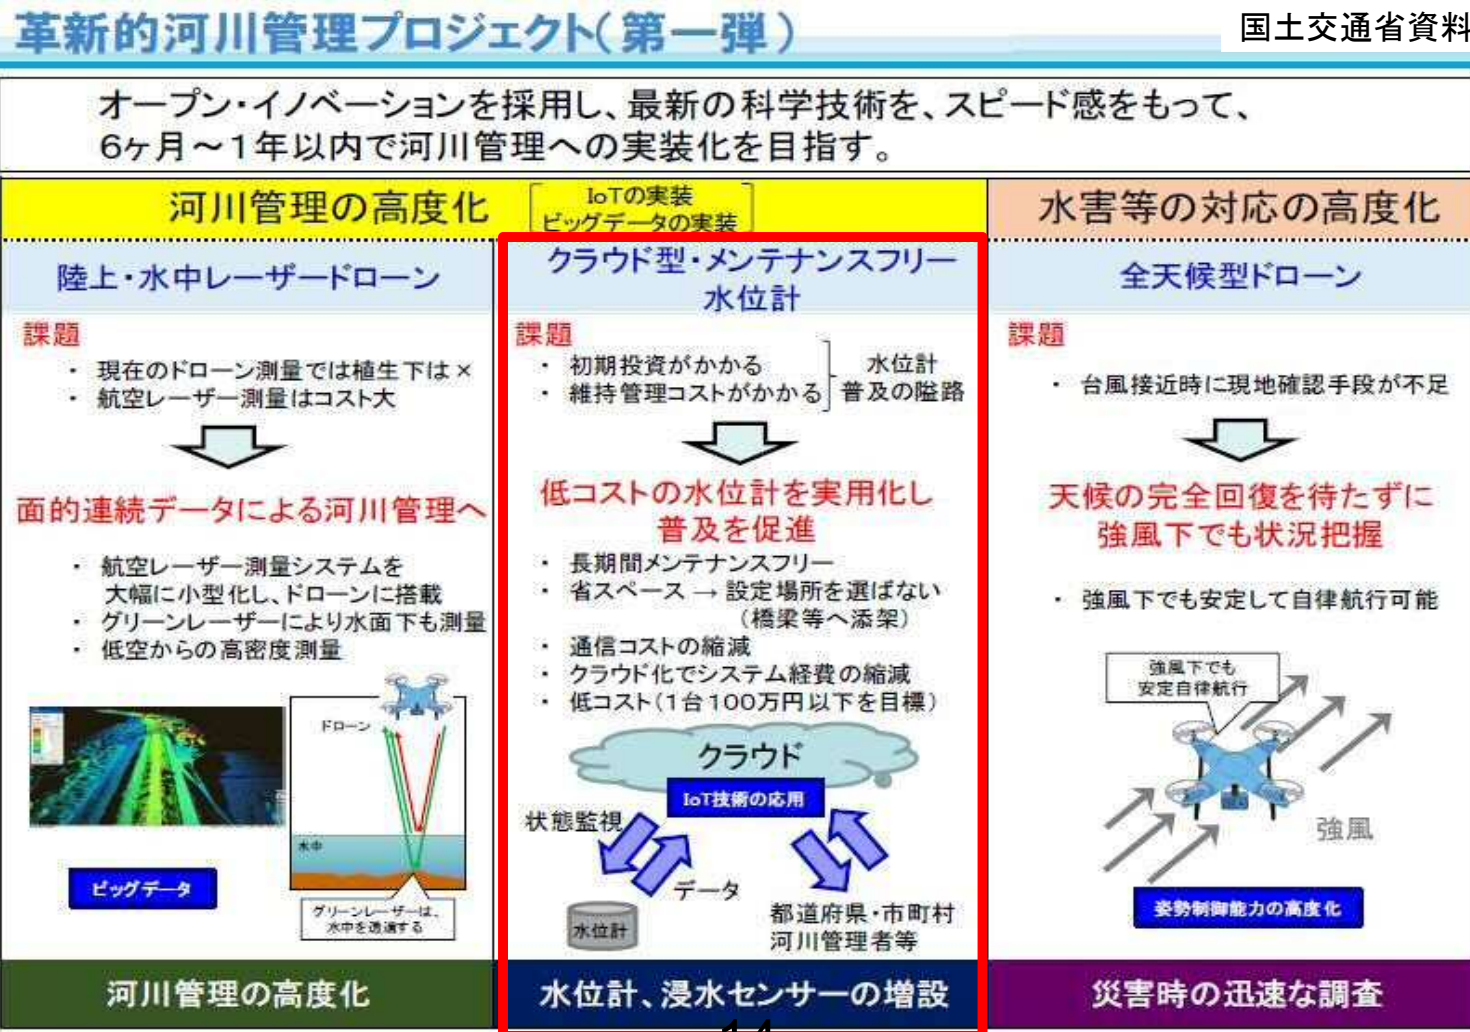 革新的河川管理プロジェクト(第一弾)
国土交通省資料
オープン・イノベーションを採用し、最新の科学技術を、スピード感をもって、
6ヶ月～1年以内で河川管理への実装化を目指す。
河川管理の高度化
IoTの実装
ビッグデータの実装
水害等の対応の高度化
陸上・水中レーザードローン
課題
・ 現在のドローン測量では植生下は×
・ 航空レーザー測量はコスト大
面的連続データによる河川管理へ
・ 航空レーザー測量システムを
大幅に小型化し、ドローンに搭載
・ グリーンレーザーにより水面下も測量
・ 低空からの高密度測量
ドローン
水中
ビッグデータ
グリーンレーザーは、
水中を透過する
河川管理の高度化
クラウド型・メンテナンスフリー
水位計
課題
・ 初期投資がかかる
・ 維持管理コストがかかる
水位計
普及の隘路
低コストの水位計を実用化し
普及を促進
・ 長期間メンテナンスフリー
・ 省スペース → 設定場所を選ばない
(橋梁等へ添架)
・ 通信コストの縮減
・ クラウド化でシステム経費の縮減
・ 低コスト(1台100万円以下を目標)
クラウド
IoT技術の応用
状態監視
データ
水位計
都道府県・市町村
河川管理者等
水位計、浸水センサーの増設
全天候型ドローン
課題
・ 台風接近時に現地確認手段が不足
天候の完全回復を待たずに
強風下でも状況把握
・ 強風下でも安定して自律航行可能
強風下でも
安定自律航行
強風
姿勢制御能力の高度化
災害時の迅速な調査